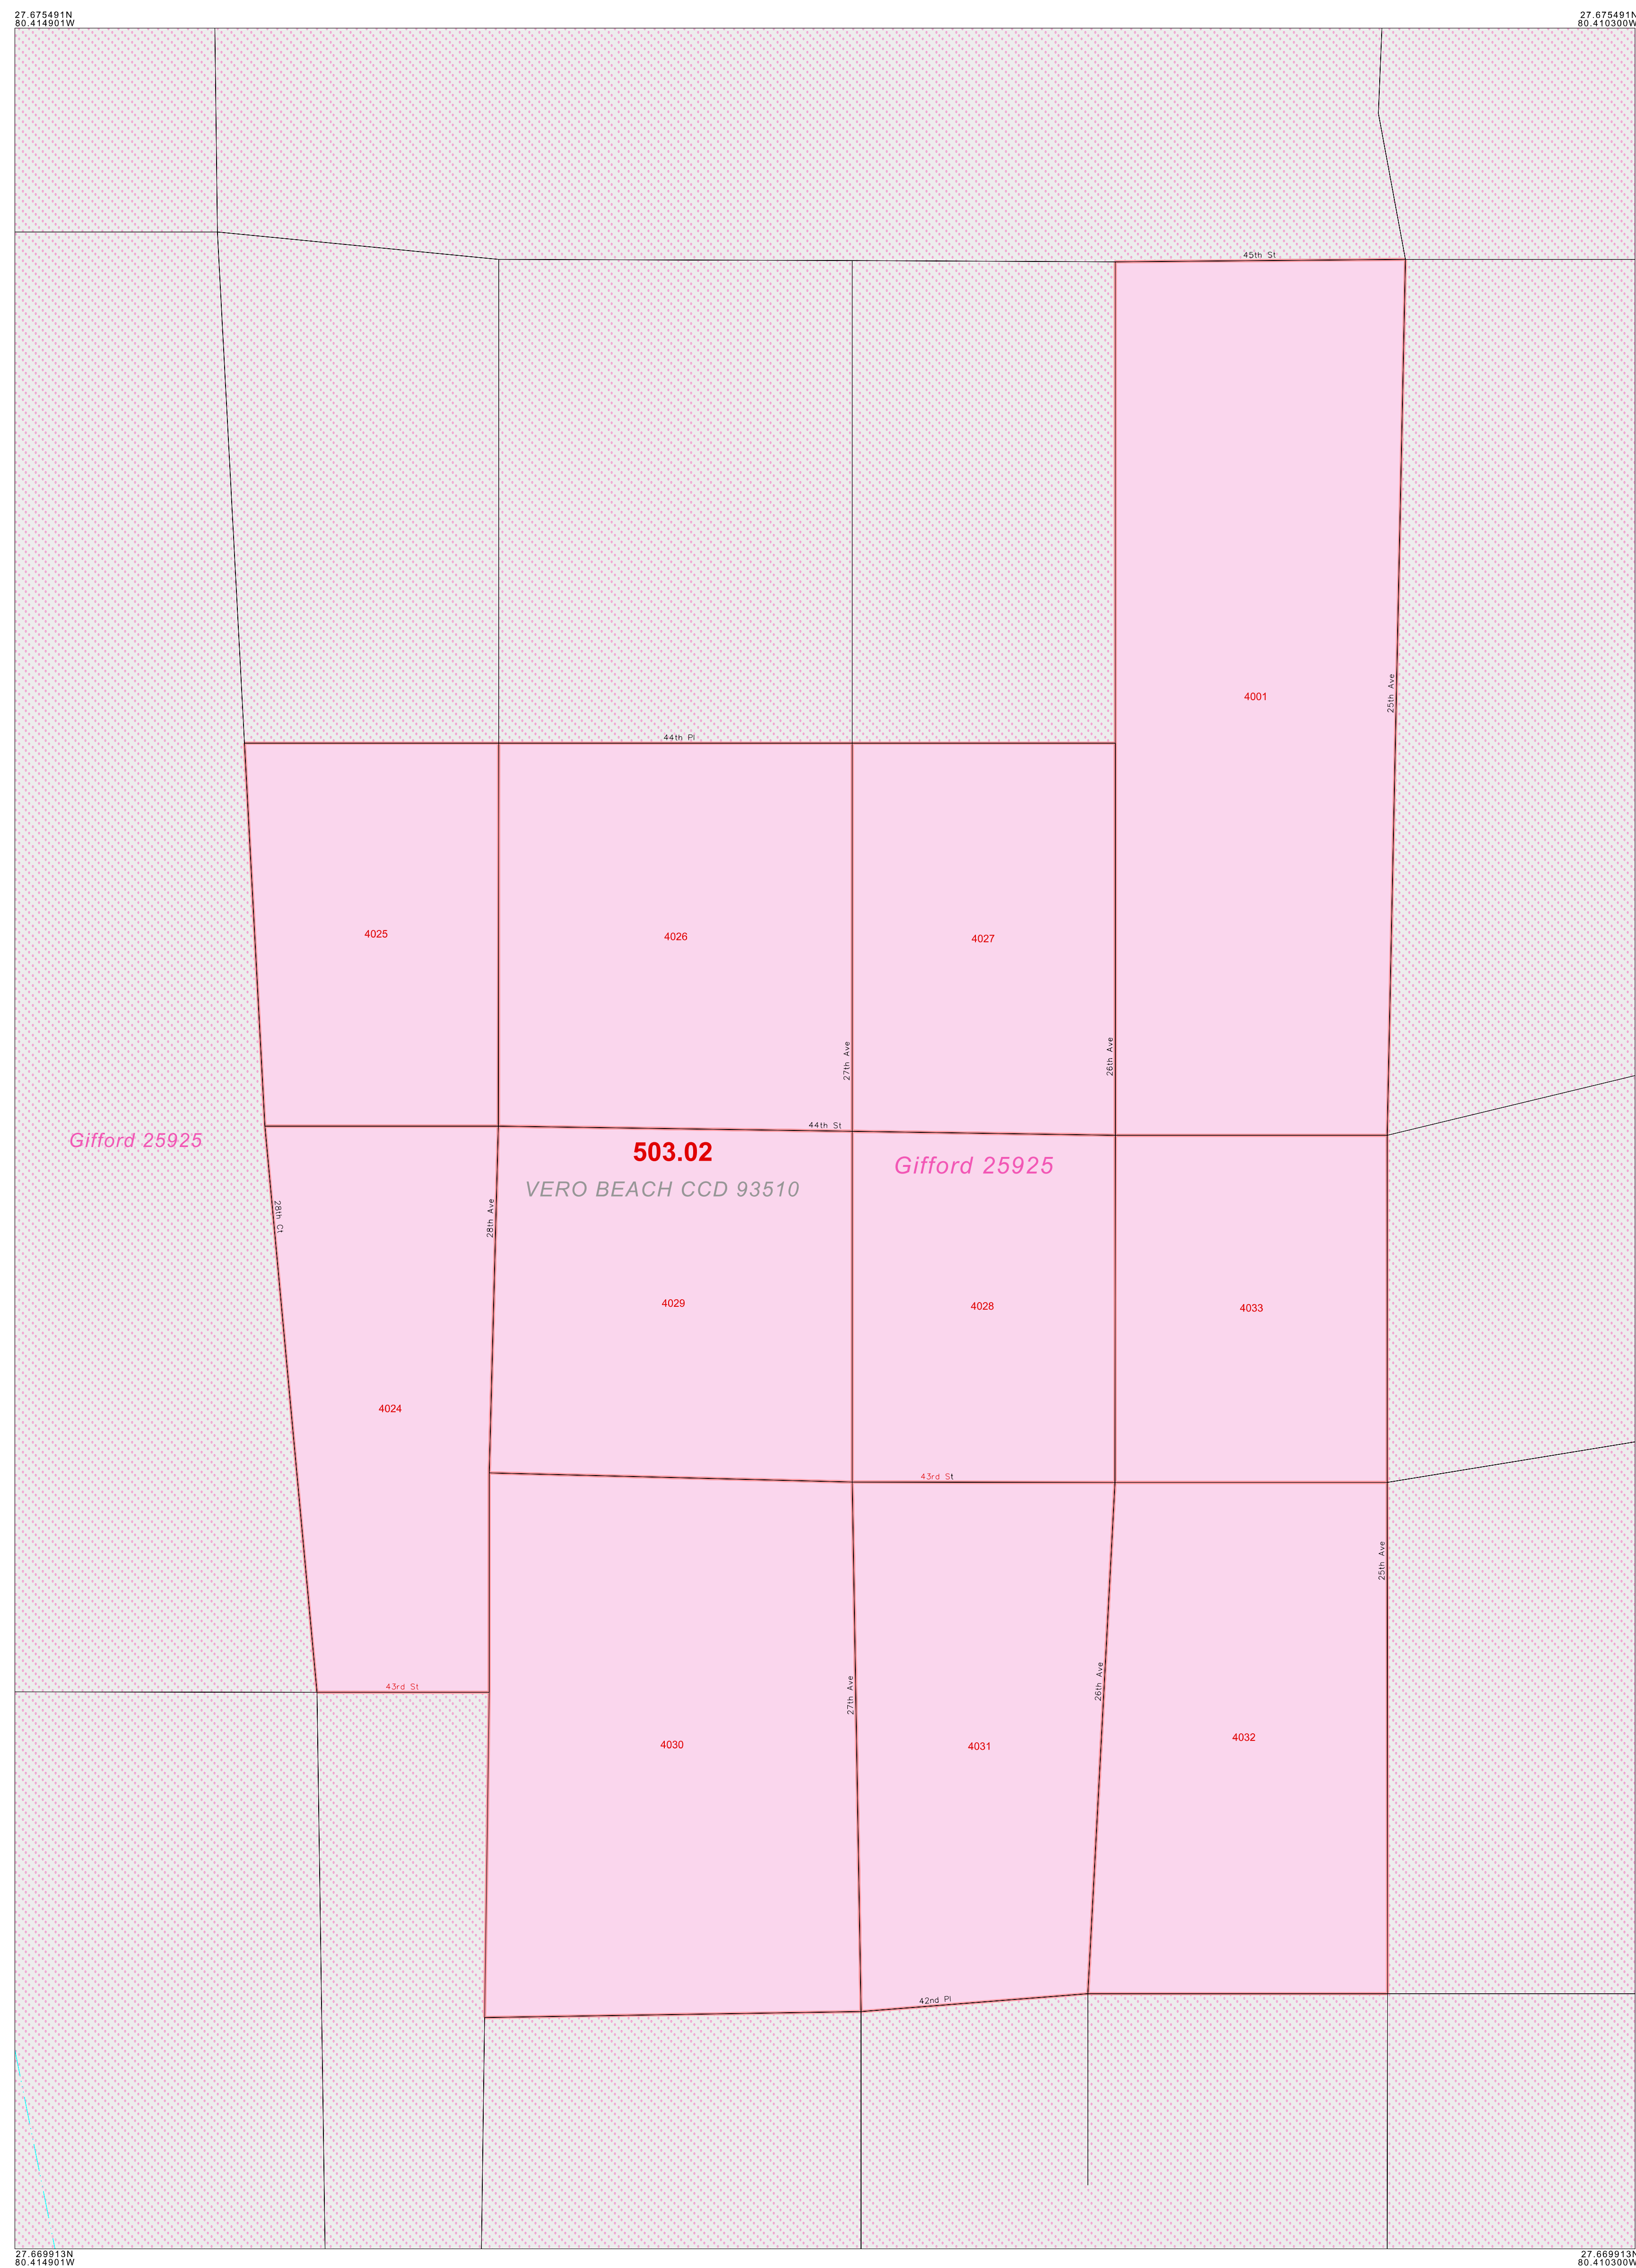 27.675491N
80.414901W
27.675491N
80.410300W
45th St
25th Ave
4001
44th Pl
4025
4026
4027
27th Ave
26th Ave
44th St
Gifford 25925
503.02
Gifford 25925
VERO BEACH CCD 93510
28th Ct
28th Ave
4029
4028
4033
4024
43rd St
25th Ave
43rd St
27th Ave
26th Ave
4030
4031
4032
42nd Pl
27.669913N
80.414901W
27.669913N
80.410300W